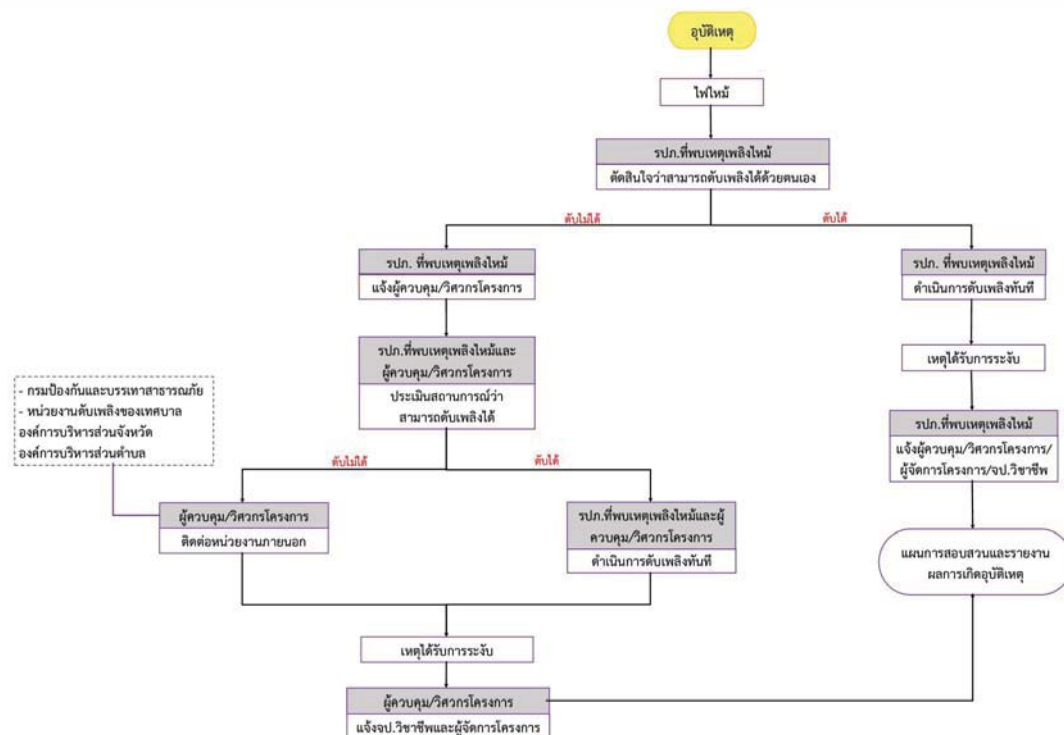 อุบัติเหตุ
ไฟไหม้
รปภ.ที่พบเหตุเพลิงไหม้
ตัดสินใจว่าสามารถดับเพลิงได้ด้วยตนเอง
ดับไม่ได้
ดับได้
รปภ. ที่พบเหตุเพลิงไหม้
แจ้งผู้ควบคุม/วิศวกรโครงการ
รปภ. ที่พบเหตุเพลิงไหม้
ดำเนินการดับเพลิงทันที
รปภ.ที่พบเหตุเพลิงไหม้และ
ผู้ควบคุม/วิศวกรโครงการ
ประเมินสถานการณ์ว่า
สามารถดับเพลิงได้
เหตุได้รับการระงับ
- กรมป้องกันและบรรเทาสาธารณภัย
- หน่วยงานดับเพลิงของเทศบาล
องค์การบริหารส่วนจังหวัด
องค์การบริหารส่วนตำบล
รปภ.ที่พบเหตุเพลิงไหม้
แจ้งผู้ควบคุม/วิศวกรโครงการ/
ผู้จัดการโครงการ/จป.วิชาชีพ
ดับไม่ได้
ดับได้
ผู้ควบคุม/วิศวกรโครงการ
ติดต่อหน่วยงานภายนอก
รปภ.ที่พบเหตุเพลิงไหม้และผู้
ควบคุม/วิศวกรโครงการ
ดำเนินการดับเพลิงทันที
แผนการสอบสวนและรายงาน
ผลการเกิดอุบัติเหตุ
เหตุได้รับการระงับ
ผู้ควบคุม/วิศวกรโครงการ
แจ้งจป.วิชาชีพและผู้จัดการโครงการ